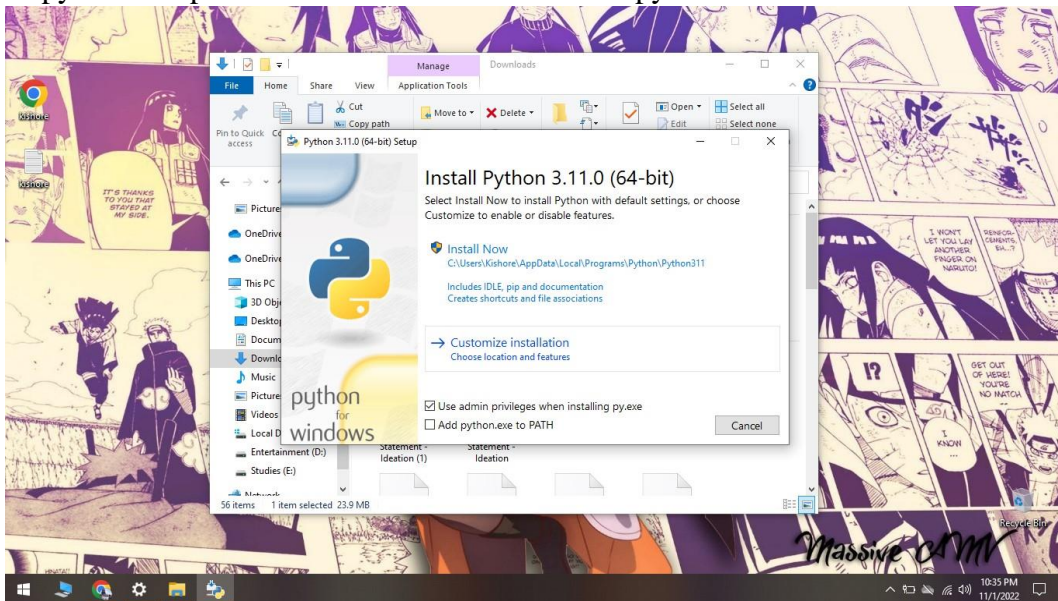 Manage
Downloads
File
Home
Share
View
Application Tools
Pin to Quick
access
Cut
Copy path
Move to
Delete
Open
Edit
Select all
Select none
Python 3.11.0 (64-bit) Setup
Install Python 3.11.0 (64-bit)
Select Install Now to install Python with default settings, or choose
Customize to enable or disable features.
Install Now
C:\Users\Kishore\AppData\Local\Programs\Python\Python311
Includes IDLE, pip and documentation
Creates shortcuts and file associations
Customize installation
Choose location and features
Use admin privileges when installing py.exe
Add python.exe to PATH
Cancel
python
for
windows
OneDrive
OneDrive
This PC
Music
Videos
Entertainment (D:)
Studies (E:)
Network
Statement -
Ideation (1)
Statement -
Ideation
56 items
1 item selected 23.9 MB
kishore
kishore
IT'S THANKS
TO YOU THAT
STAYED AT
MY SIDE.
I WON'T
LET YOU LAY
ANOTHER
FINGER ON
NARUTO!
REINFOR-
CEMENTS,
EH...?
!?
GET OUT
OF HERE!
YOU'RE
NO MATCH
I
KNOW
Recycle Bin
Massive
10:35 PM
11/1/2022